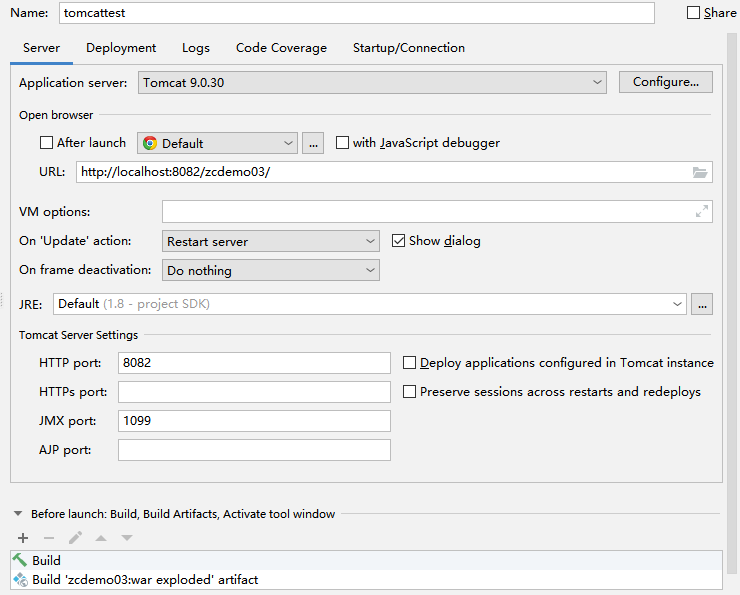 Name: tomcattest Share
Server Deployment Logs Code Coverage Startup/Connection
Application server: Tomcat 9.0.30 Configure...
Open browser
After launch Default ... with JavaScript debugger
URL: http://localhost:8082/zcdemo03/
VM options:
On 'Update' action: Restart server Show dialog
On frame deactivation: Do nothing
JRE: Default (1.8 - project SDK) ...
Tomcat Server Settings
HTTP port: 8082 Deploy applications configured in Tomcat instance
HTTPs port: Preserve sessions across restarts and redeploys
JMX port: 1099
AJP port:
Before launch: Build, Build Artifacts, Activate tool window
Build
Build 'zcdemo03:war exploded' artifact